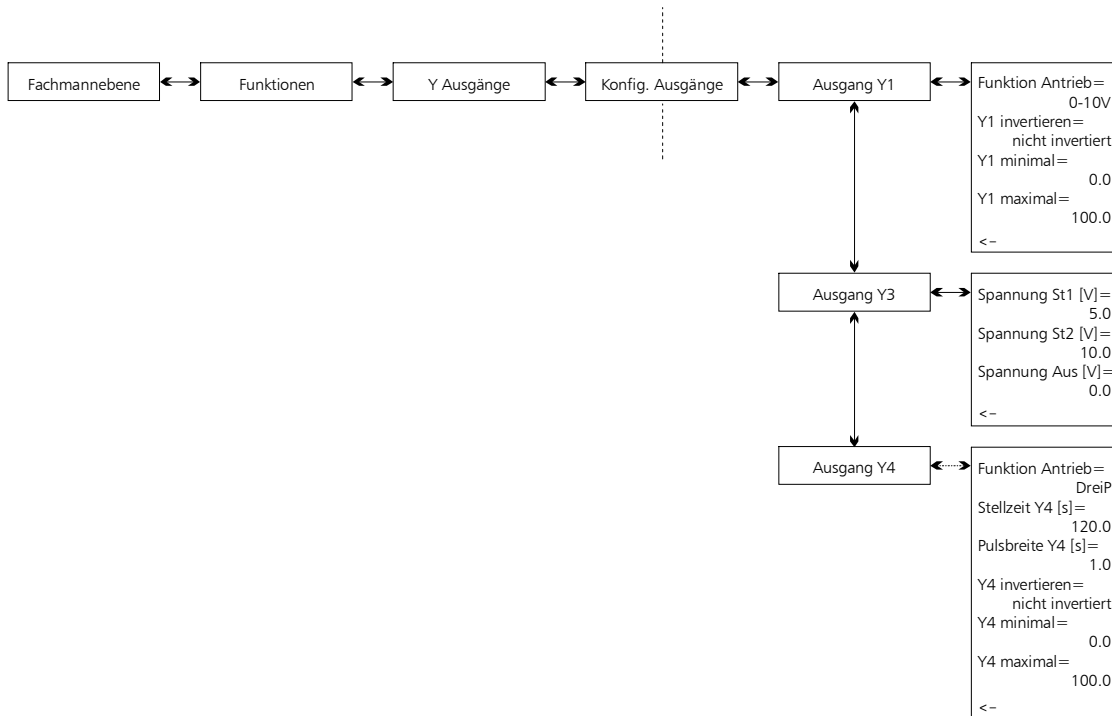 Fachmannebene
Funktionen
Y Ausgänge
Konfig. Ausgänge
Ausgang Y1
Funktion Antrieb=
0-10V
Y1 invertieren=
nicht invertiert
Y1 minimal=
0.0
Y1 maximal=
100.0
<-
Ausgang Y3
Spannung St1 [V]=
5.0
Spannung St2 [V]=
10.0
Spannung Aus [V]=
0.0
<-
Ausgang Y4
Funktion Antrieb=
DreiP
Stellzeit Y4 [s]=
120.0
Pulsbreite Y4 [s]=
1.0
Y4 invertieren=
nicht invertiert
Y4 minimal=
0.0
Y4 maximal=
100.0
<-